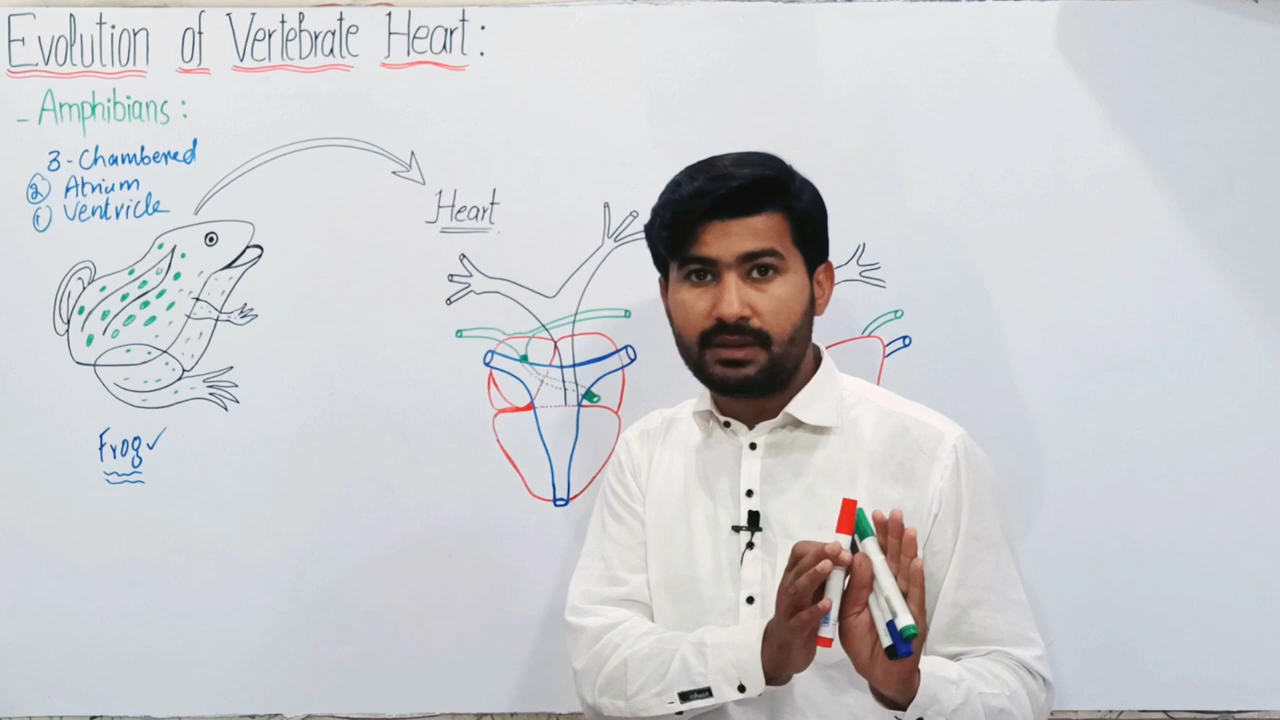 Evolution of Vertebrate Heart:
- Amphibians:
3-Chambered
② Atrium
① Ventricle
Heart
Frog✓